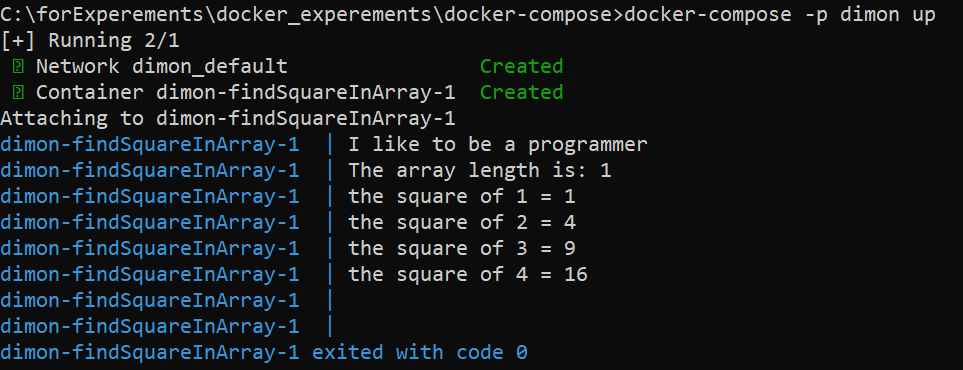 C:\forExperements\docker_experements\docker-compose>docker-compose -p dimon up
[+] Running 2/1
Network dimon_default Created
Container dimon-findSquareInArray-1 Created
Attaching to dimon-findSquareInArray-1
dimon-findSquareInArray-1 | I like to be a programmer
dimon-findSquareInArray-1 | The array length is: 1
dimon-findSquareInArray-1 | the square of 1 = 1
dimon-findSquareInArray-1 | the square of 2 = 4
dimon-findSquareInArray-1 | the square of 3 = 9
dimon-findSquareInArray-1 | the square of 4 = 16
dimon-findSquareInArray-1 |
dimon-findSquareInArray-1 |
dimon-findSquareInArray-1 exited with code 0